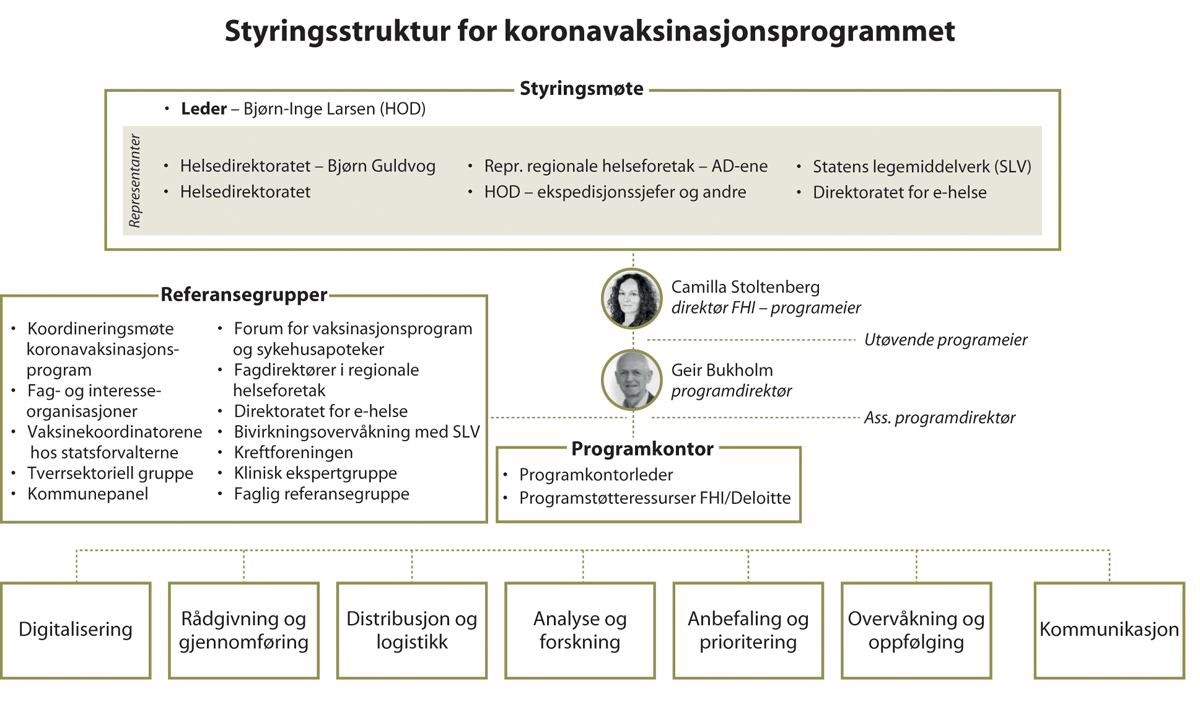 Styringsstruktur for koronavaksinasjonsprogrammet
Styringsmøte
• Leder – Bjørn-Inge Larsen (HOD)
Representanter
• Helsedirektoratet – Bjørn Guldvog
• Helsedirektoratet
• Repr. regionale helseforetak – AD-ene
• HOD – ekspedisjonssjefer og andre
• Statens legemiddelverk (SLV)
• Direktoratet for e-helse
Camilla Stoltenberg
direktør FHI – programeier
Utøvende programeier
Geir Bukholm
programdirektør
Ass. programdirektør
Referansegrupper
• Koordineringsmøte
koronavaksinasjons-
program
• Fag- og interesse-
organisasjoner
• Vaksinekoordinatorene
hos statsforvalterne
• Tverrsektoriell gruppe
• Kommunepanel
• Forum for vaksinasjonsprogram
og sykehusapoteker
• Fagdirektører i regionale
helseforetak
• Direktoratet for e-helse
• Bivirkningsovervåkning med SLV
• Kreftforeningen
• Klinisk ekspertgruppe
• Faglig referansegruppe
Programkontor
• Programkontorleder
• Programstøtteressurser FHI/Deloitte
Digitalisering
Rådgivning og
gjennomføring
Distribusjon og
logistikk
Analyse og
forskning
Anbefaling og
prioritering
Overvåkning og
oppfølging
Kommunikasjon